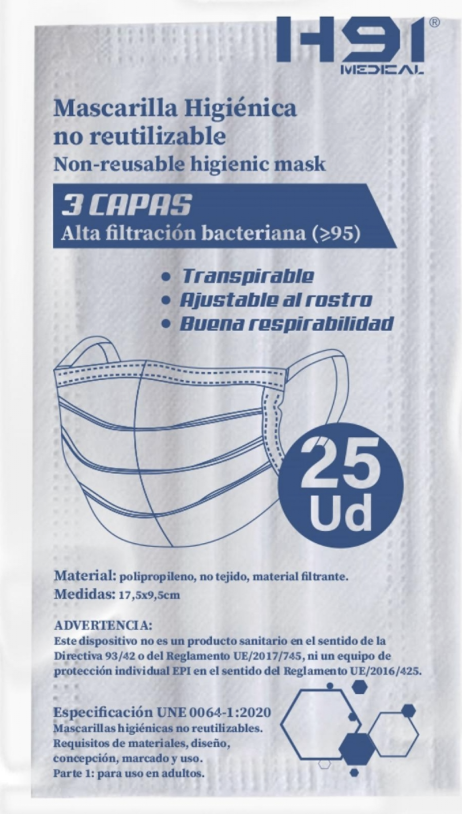 H91®
MEDICAL
Mascarilla Higiénica
no reutilizable
Non-reusable higienic mask
3 CAPAS
Alta filtración bacteriana (≥95)
• Transpirable
• Ajustable al rostro
• Buena respirabilidad
25
Ud
Material: polipropileno, no tejido, material filtrante.
Medidas: 17,5x9,5cm
ADVERTENCIA:
Este dispositivo no es un producto sanitario en el sentido de la
Directiva 93/42 o del Reglamento UE/2017/745, ni un equipo de
protección individual EPI en el sentido del Reglamento UE/2016/425.
Especificación UNE 0064-1:2020
Mascarillas higiénicas no reutilizables.
Requisitos de materiales, diseño,
concepción, marcado y uso.
Parte 1: para uso en adultos.